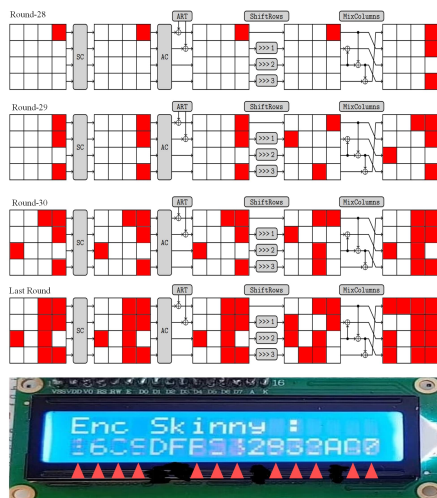 Round-28
ART
ShiftRows
MixColumns
SC
AC
>>> 1
>>> 2
>>> 3
Round-29
ART
ShiftRows
MixColumns
SC
AC
>>> 1
>>> 2
>>> 3
Round-30
ART
ShiftRows
MixColumns
SC
AC
>>> 1
>>> 2
>>> 3
Last Round
ART
ShiftRows
MixColumns
SC
AC
>>> 1
>>> 2
>>> 3
16
Enc Skinny :